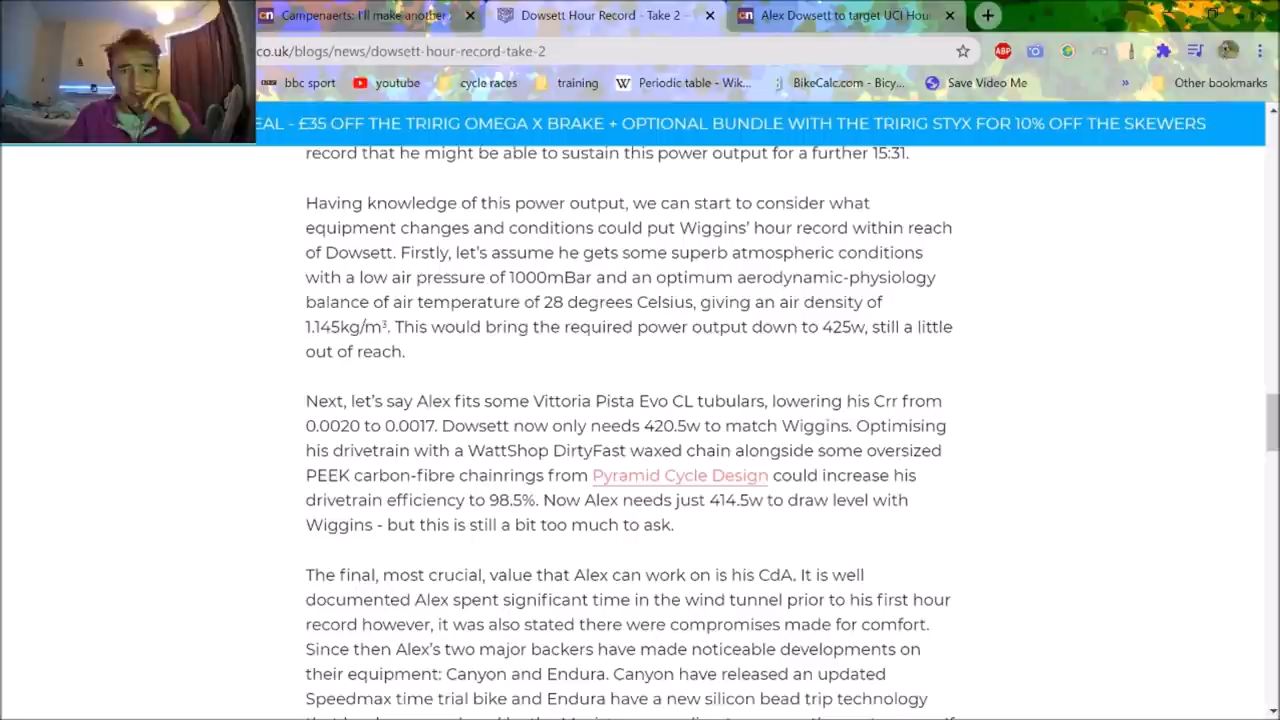 Campenaerts: I'll make another
Dowsett Hour Record - Take 2 -
Alex Dowsett to target UCI Hou
co.uk/blogs/news/dowsett-hour-record-take-2
ABP
BBC bbc sport
youtube
cycle races
training
W Periodic table - Wik...
BikeCalc.com - Bicy...
Save Video Me
»
Other bookmarks
EAL - £35 OFF THE TRIRIG OMEGA X BRAKE + OPTIONAL BUNDLE WITH THE TRIRIG STYX FOR 10% OFF THE SKEWERS
record that he might be able to sustain this power output for a further 15:31.
Having knowledge of this power output, we can start to consider what
equipment changes and conditions could put Wiggins' hour record within reach
of Dowsett. Firstly, let's assume he gets some superb atmospheric conditions
with a low air pressure of 1000mBar and an optimum aerodynamic-physiology
balance of air temperature of 28 degrees Celsius, giving an air density of
1.145kg/m³. This would bring the required power output down to 425w, still a little
out of reach.
Next, let's say Alex fits some Vittoria Pista Evo CL tubulars, lowering his Crr from
0.0020 to 0.0017. Dowsett now only needs 420.5w to match Wiggins. Optimising
his drivetrain with a WattShop DirtyFast waxed chain alongside some oversized
PEEK carbon-fibre chainrings from Pyramid Cycle Design could increase his
drivetrain efficiency to 98.5%. Now Alex needs just 414.5w to draw level with
Wiggins - but this is still a bit too much to ask.
The final, most crucial, value that Alex can work on is his CdA. It is well
documented Alex spent significant time in the wind tunnel prior to his first hour
record however, it was also stated there were compromises made for comfort.
Since then Alex's two major backers have made noticeable developments on
their equipment: Canyon and Endura. Canyon have released an updated
Speedmax time trial bike and Endura have a new silicon bead trip technology